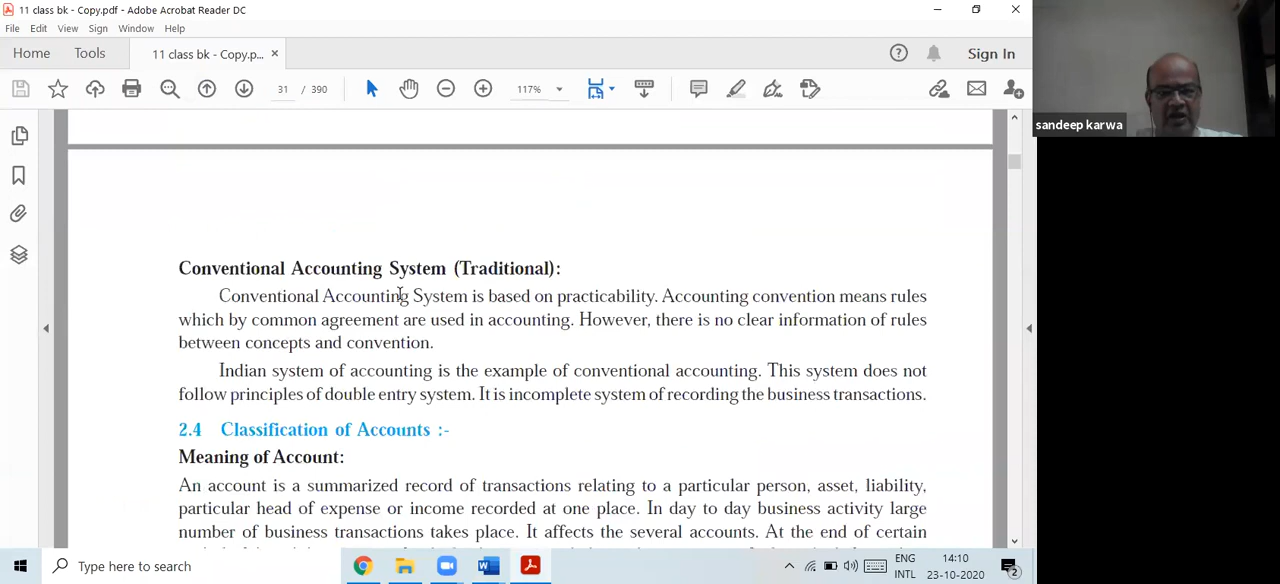 11 class bk - Copy.pdf - Adobe Acrobat Reader DC
File Edit View Sign Window Help
Home Tools 11 class bk - Copy.p... × Sign In
31 / 390 117%
sandeep karwa
Conventional Accounting System (Traditional):
Conventional Accounting System is based on practicability. Accounting convention means rules
which by common agreement are used in accounting. However, there is no clear information of rules
between concepts and convention.
Indian system of accounting is the example of conventional accounting. This system does not
follow principles of double entry system. It is incomplete system of recording the business transactions.
2.4 Classification of Accounts :-
Meaning of Account:
An account is a summarized record of transactions relating to a particular person, asset, liability,
particular head of expense or income recorded at one place. In day to day business activity large
number of business transactions takes place. It affects the several accounts. At the end of certain
Type here to search
ENG
INTL
14:10
23-10-2020
2